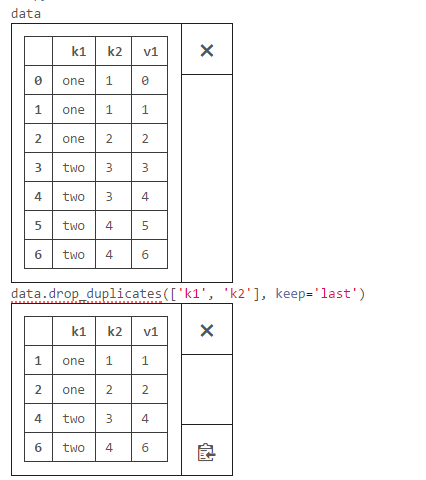 data
k1 k2 v1
0 one 1 0
1 one 1 1
2 one 2 2
3 two 3 3
4 two 3 4
5 two 4 5
6 two 4 6
data.drop_duplicates(['k1', 'k2'], keep='last')
k1 k2 v1
1 one 1 1
2 one 2 2
4 two 3 4
6 two 4 6